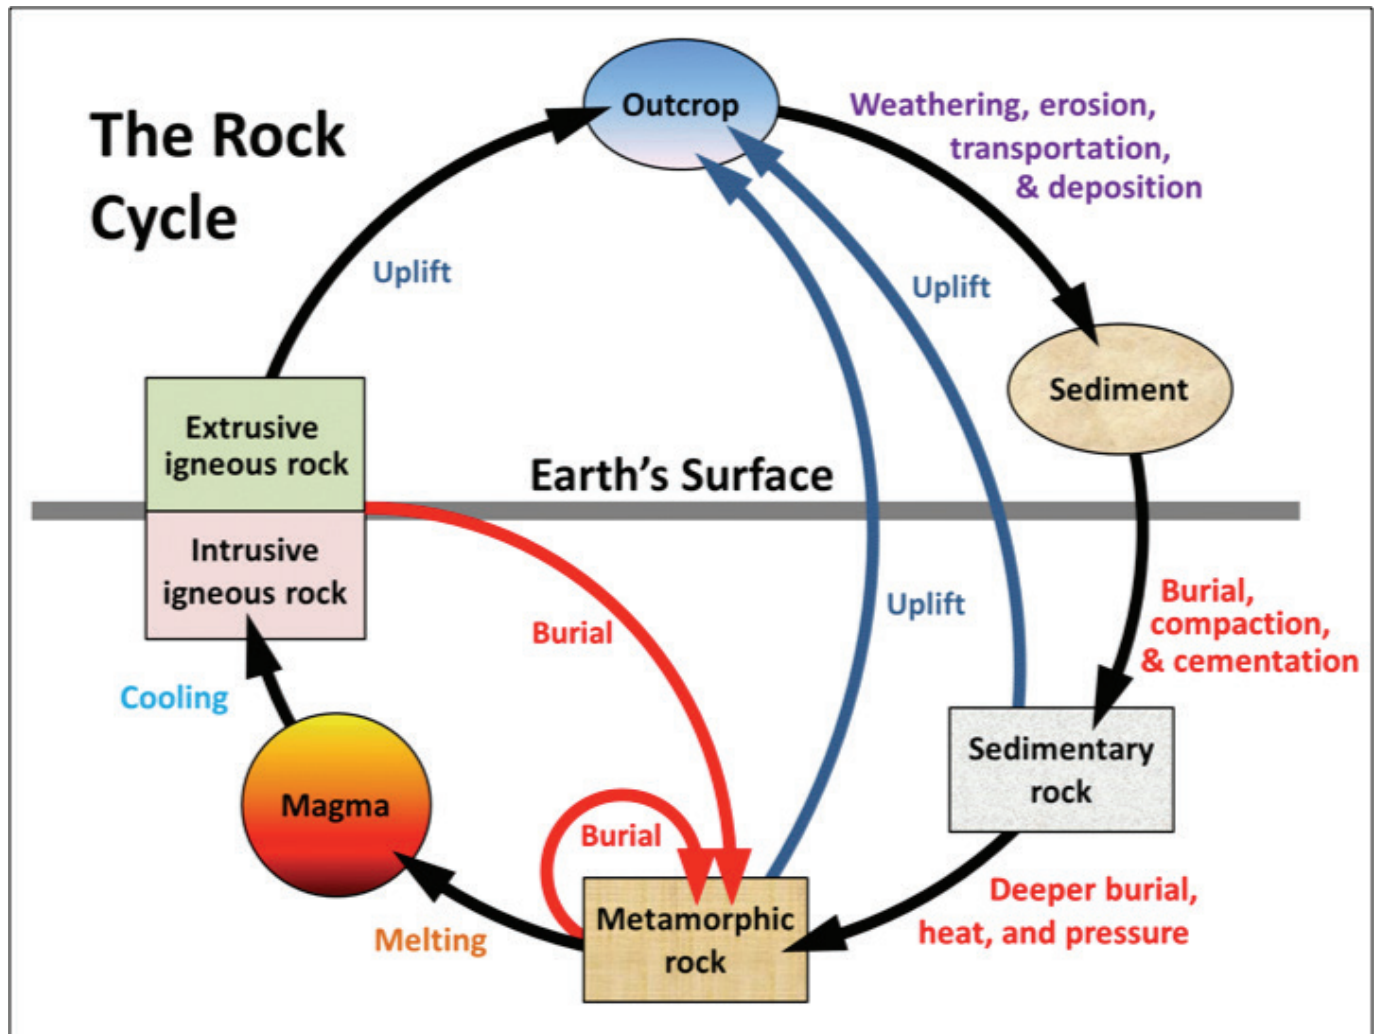 The Rock
Cycle
Outcrop
Weathering, erosion,
transportation,
& deposition
Uplift
Uplift
Sediment
Extrusive
igneous rock
Earth's Surface
Intrusive
igneous rock
Burial
Uplift
Burial,
compaction,
& cementation
Cooling
Sedimentary
rock
Magma
Burial
Deeper burial,
heat, and pressure
Metamorphic
rock
Melting